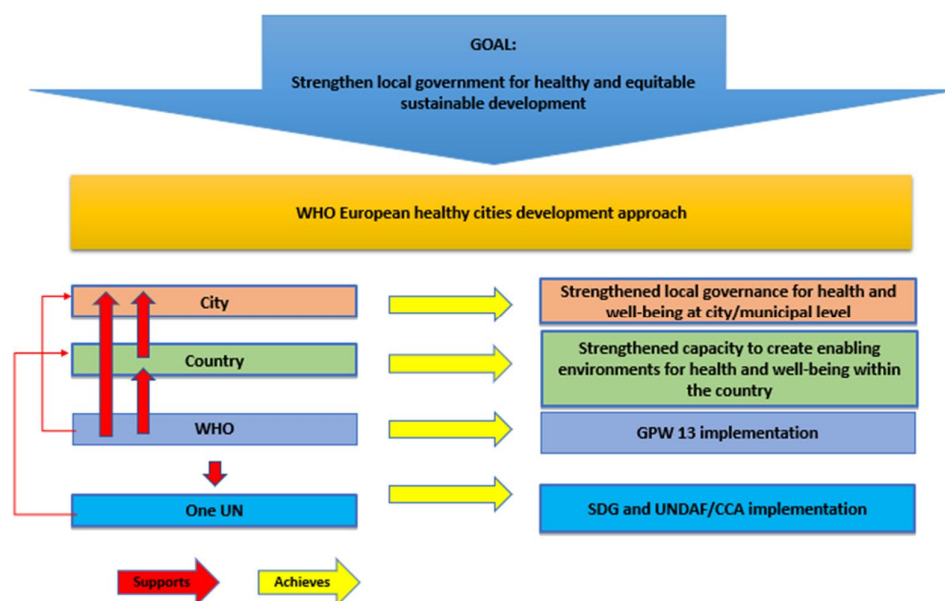 GOAL:
Strengthen local government for healthy and equitable
sustainable development
WHO European healthy cities development approach
City
Strengthened local governance for health and
well-being at city/municipal level
Country
Strengthened capacity to create enabling
environments for health and well-being within
the country
WHO
GPW 13 implementation
One UN
SDG and UNDAF/CCA implementation
Supports
Achieves